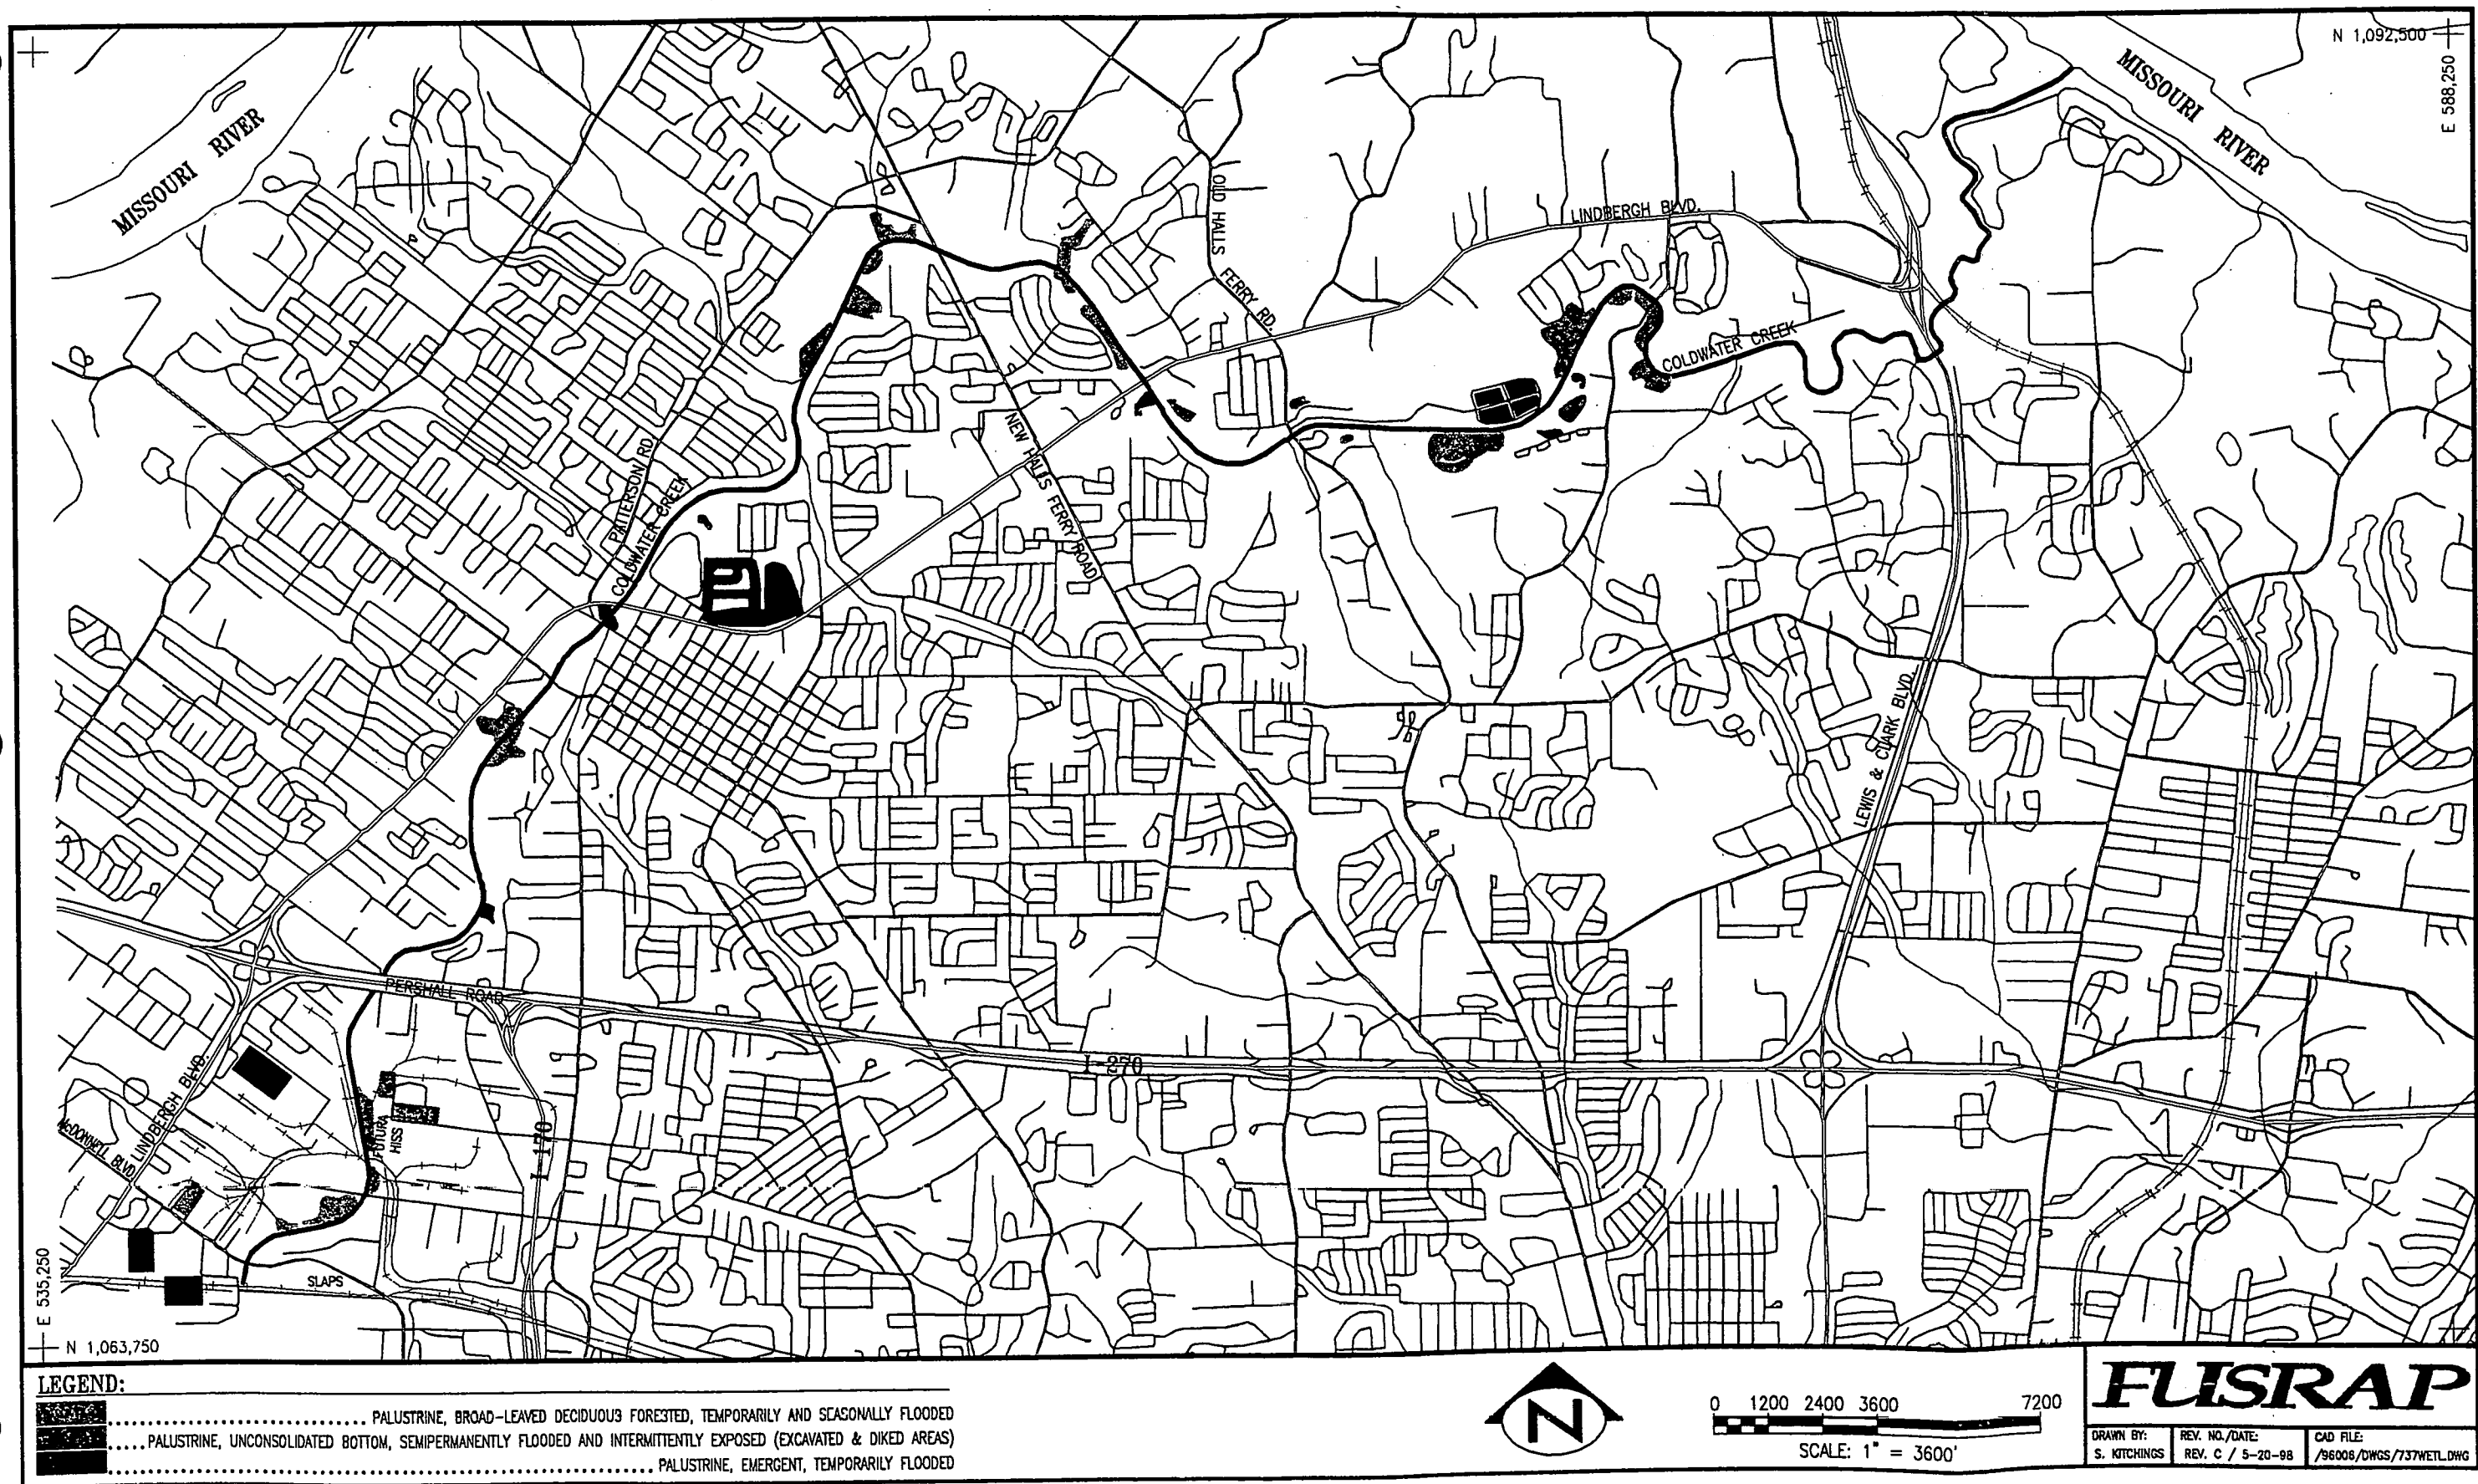 N 1,092,500
E 588,250
MISSOURI RIVER
MISSOURI RIVER
OLD HALLS FERRY RD.
LINDBERGH BLVD.
COLDWATER CREEK
NEW HALLS FERRY ROAD
PATTERSON RD
COLDWATER CREEK
LEWIS & CLARK BLVD.
PERSHALL ROAD
I-270
LINDBERGH BLVD.
McDONNELL BLVD.
FUTURA
HISS
I-170
SLAPS
E 535,250
N 1,063,750
LEGEND:
PALUSTRINE, BROAD-LEAVED DECIDUOUS FORESTED, TEMPORARILY AND SEASONALLY FLOODED
PALUSTRINE, UNCONSOLIDATED BOTTOM, SEMIPERMANENTLY FLOODED AND INTERMITTENTLY EXPOSED (EXCAVATED & DIKED AREAS)
PALUSTRINE, EMERGENT, TEMPORARILY FLOODED
N
0 1200 2400 3600 7200
SCALE: 1" = 3600'
FUSRAP
DRAWN BY:
S. KITCHINGS
REV. NO./DATE:
REV. C / 5-20-98
CAD FILE:
/96006/DWGS/737WETL.DWG